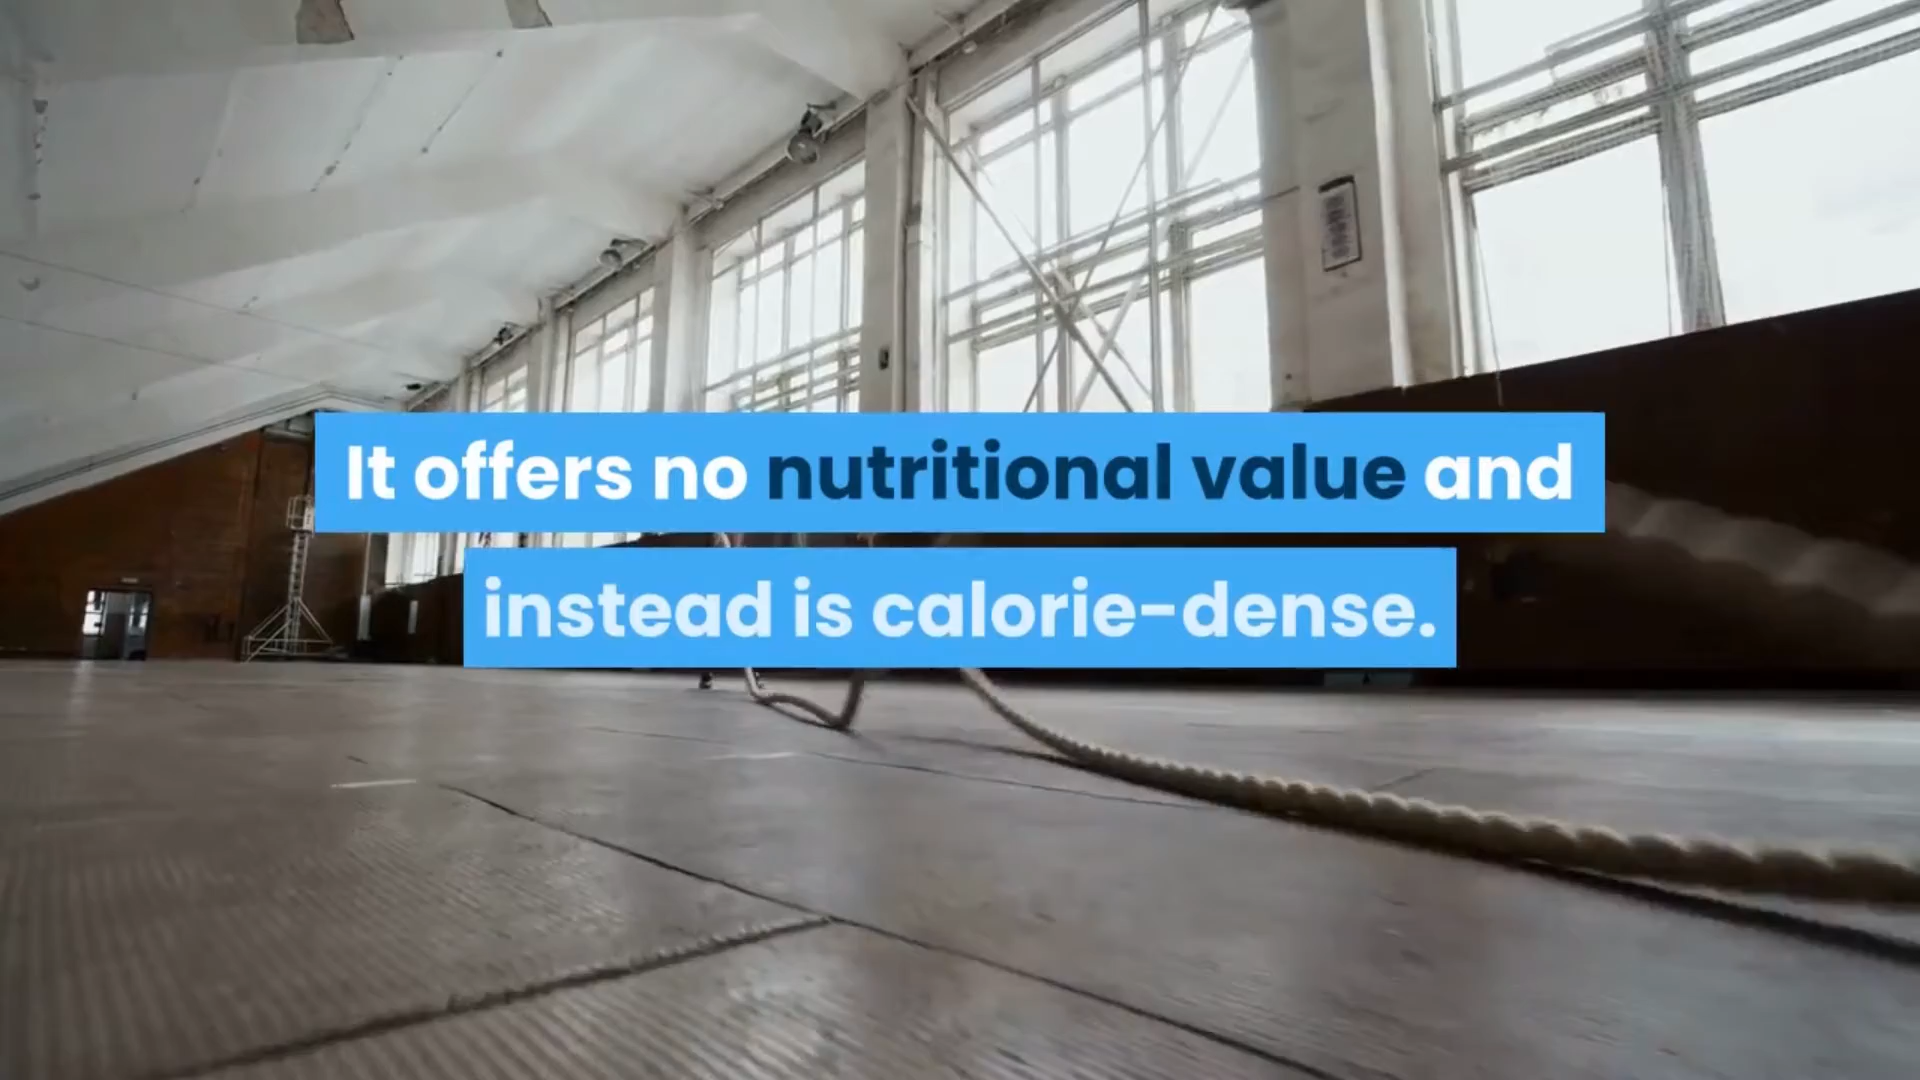 It offers no nutritional value and
instead is calorie-dense.